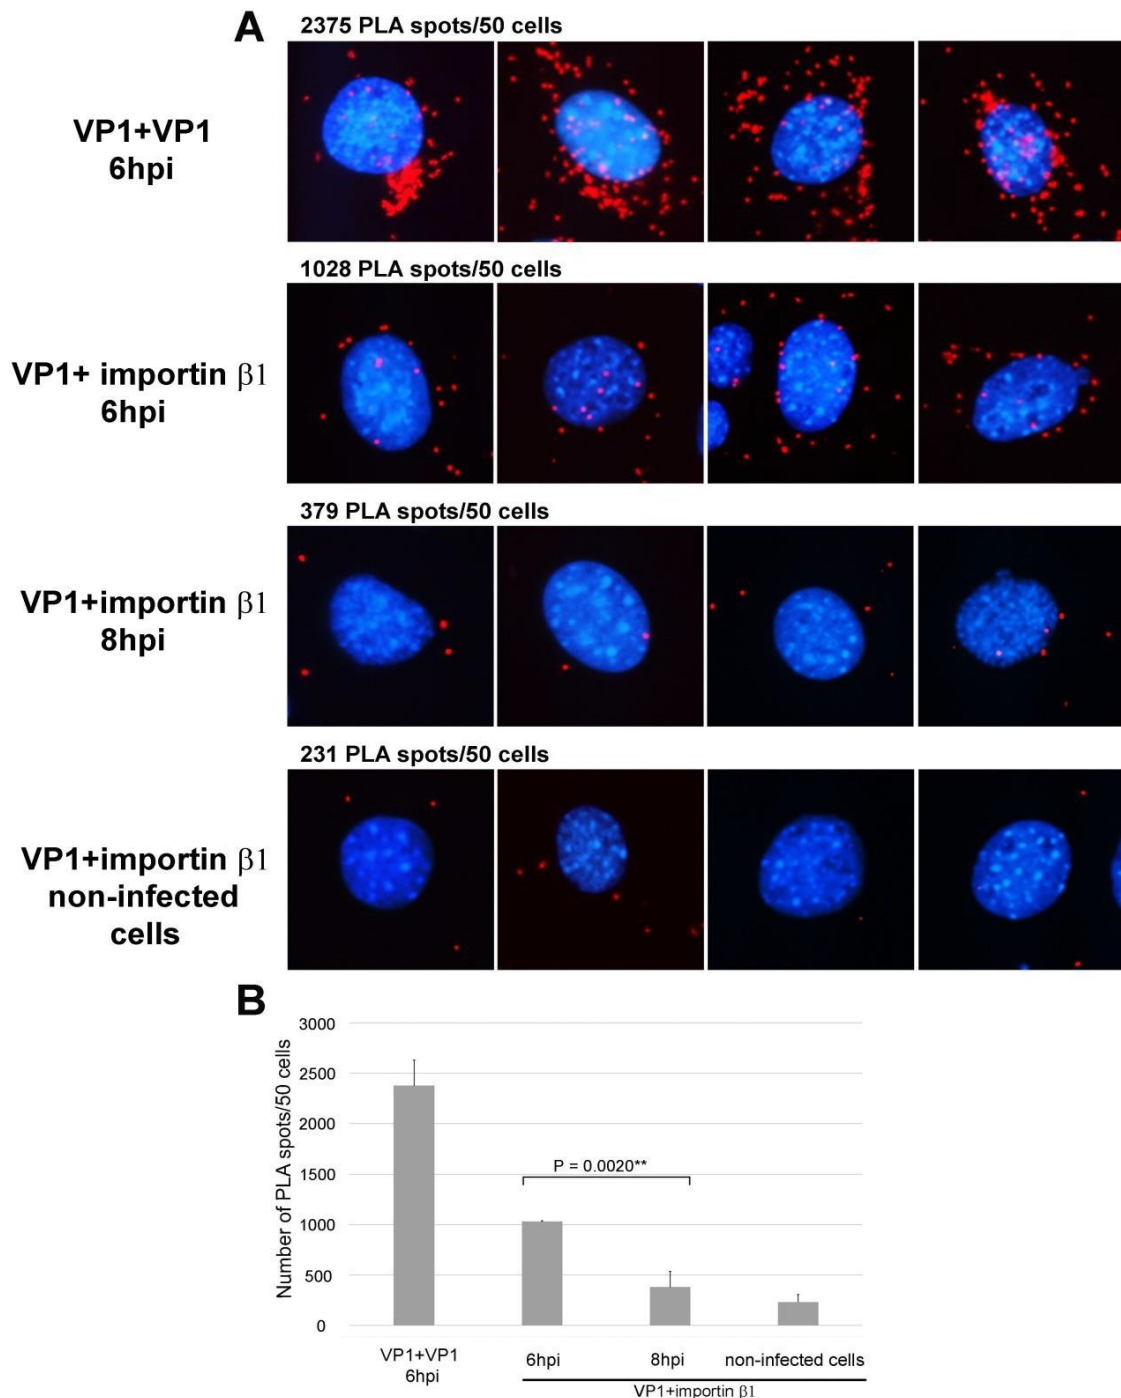 A
2375 PLA spots/50 cells
VP1+VP1
6hpi
1028 PLA spots/50 cells
VP1+ importin β1
6hpi
379 PLA spots/50 cells
VP1+importin β1
8hpi
231 PLA spots/50 cells
VP1+importin β1
non-infected
cells
B
Number of PLA spots/50 cells
3000
2500
2000
1500
1000
500
0
P = 0.0020**
VP1+VP1
6hpi
6hpi
8hpi
non-infected cells
VP1+importin β1